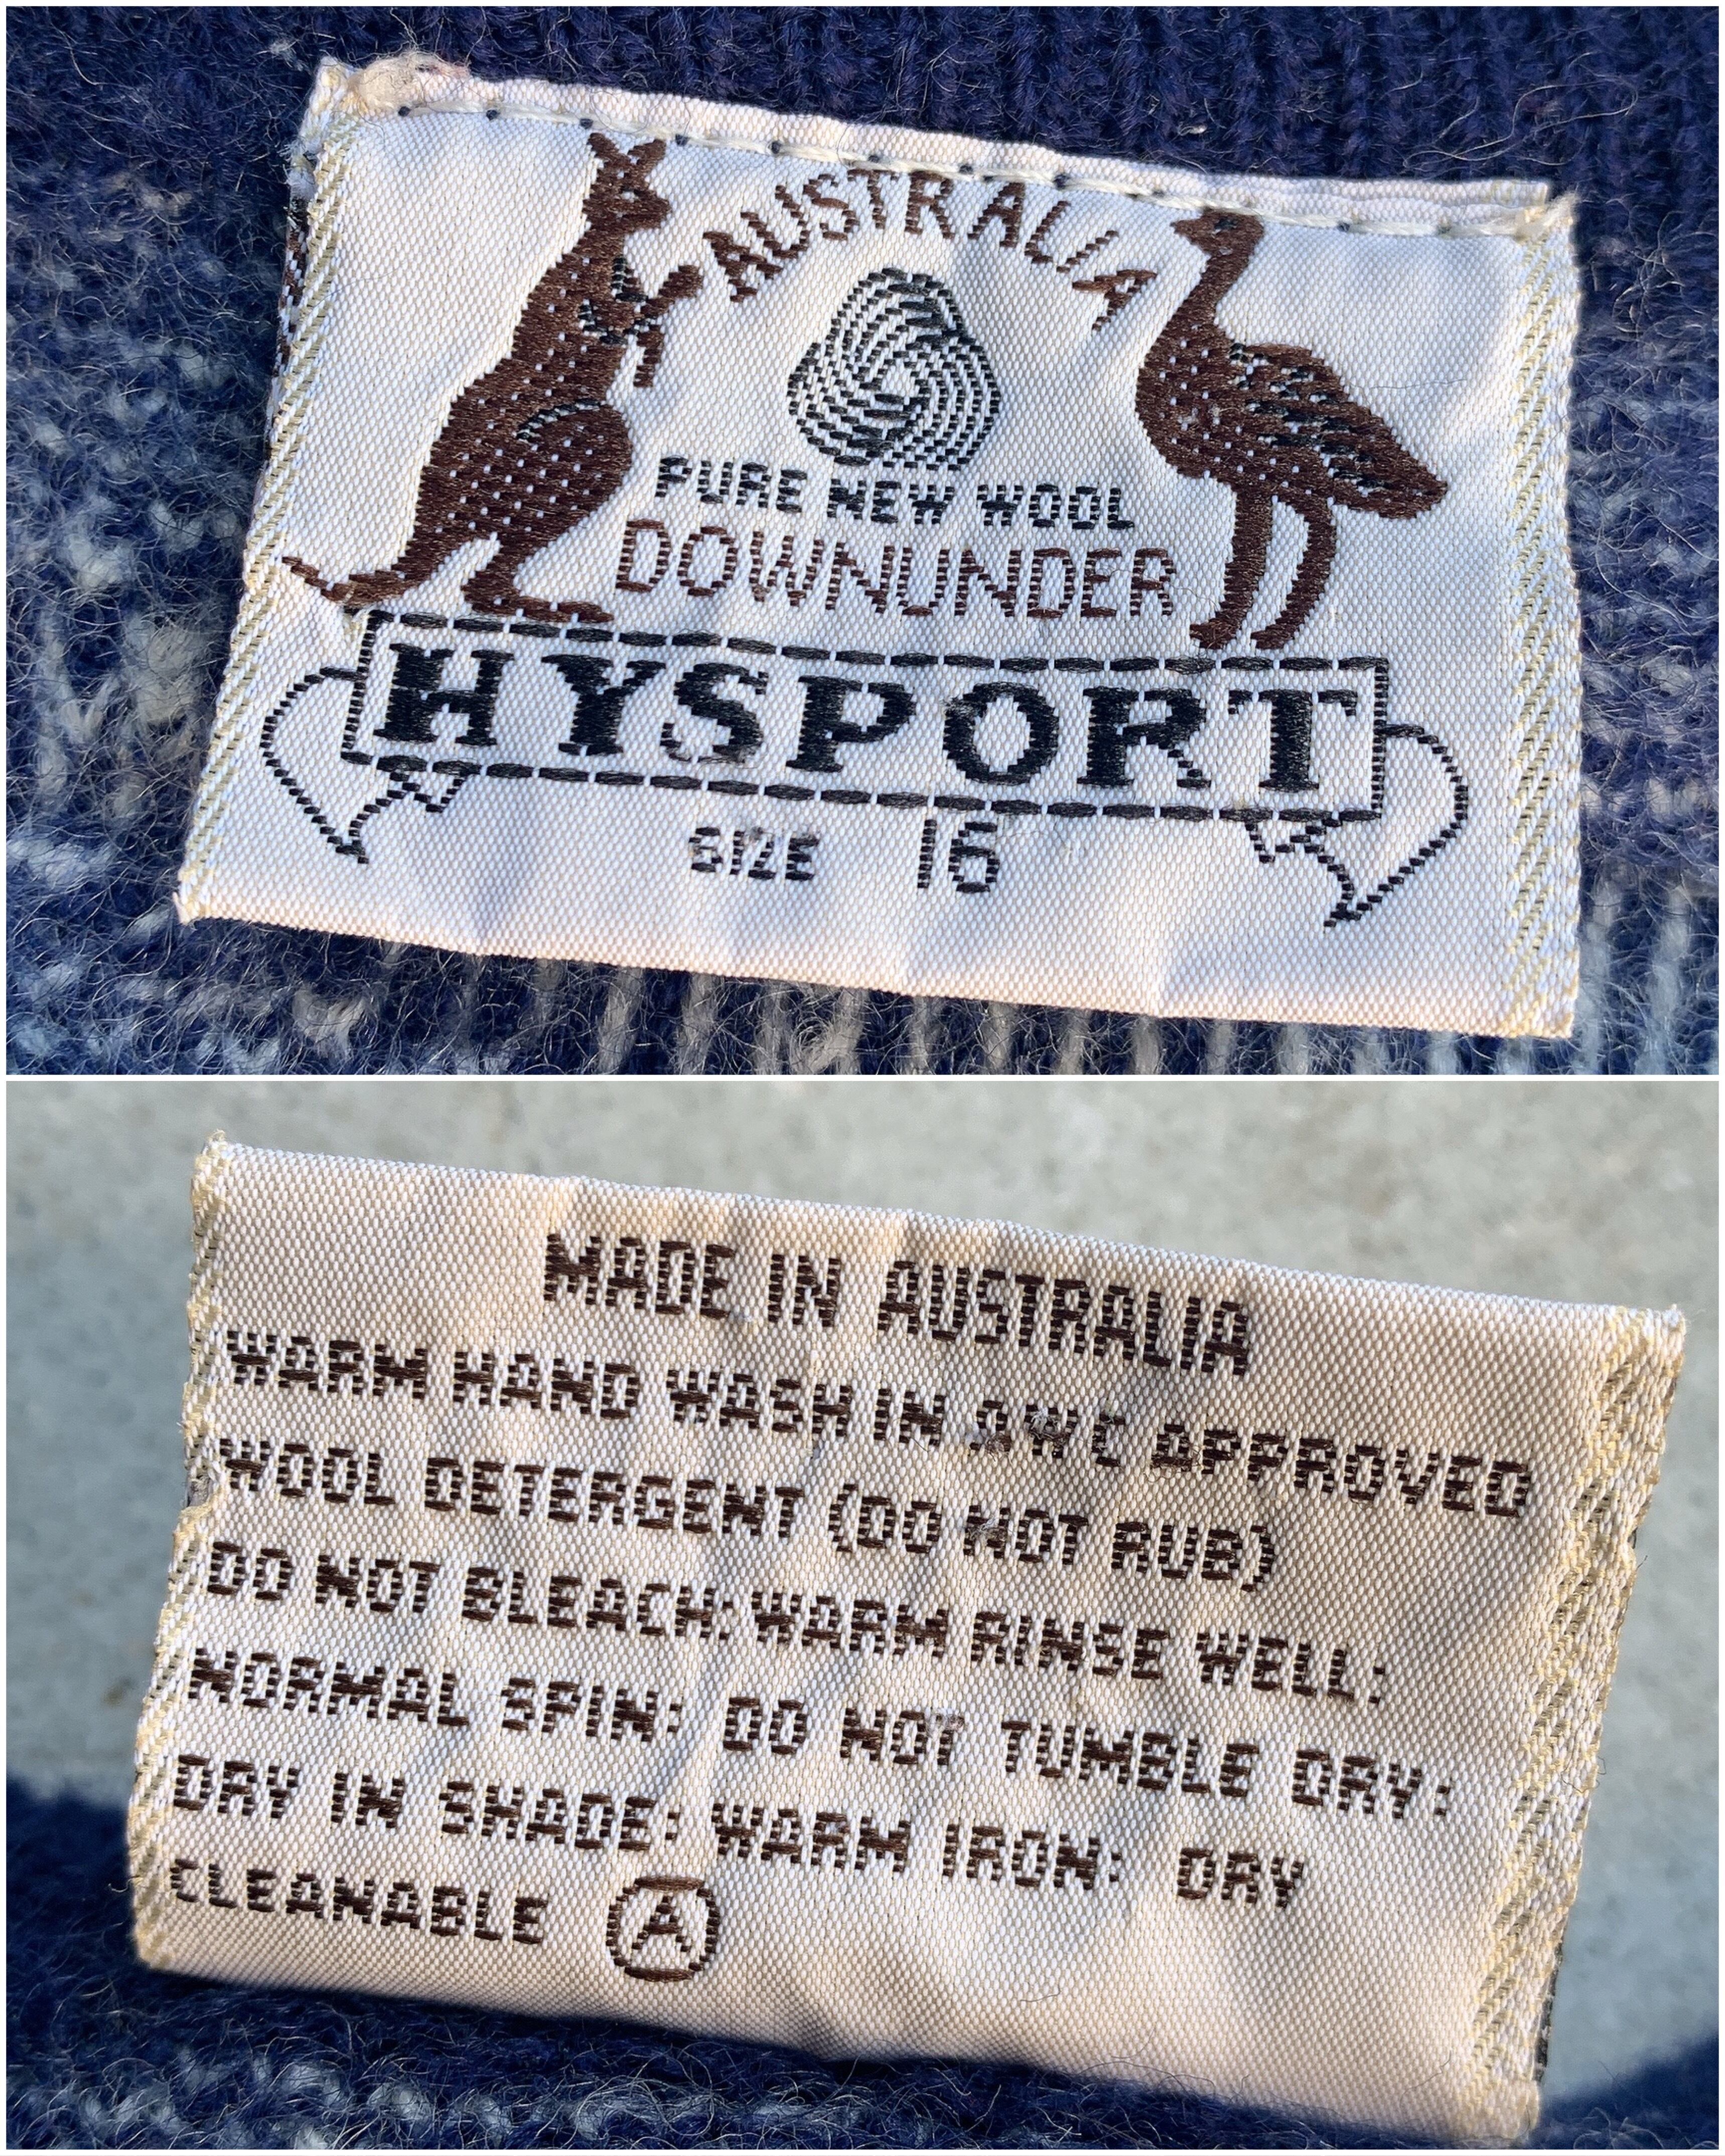 AUSTRALIA
PURE NEW WOOL
DOWNUNDER
HYSPORT
SIZE 16
MADE IN AUSTRALIA
WARM HAND WASH IN APPROVED
WOOL DETERGENT (DO NOT RUB)
DO NOT BLEACH: WARM RINSE WELL:
NORMAL SPIN: DO NOT TUMBLE DRY:
DRY IN SHADE: WARM IRON: DRY
CLEANABLE Ⓐ